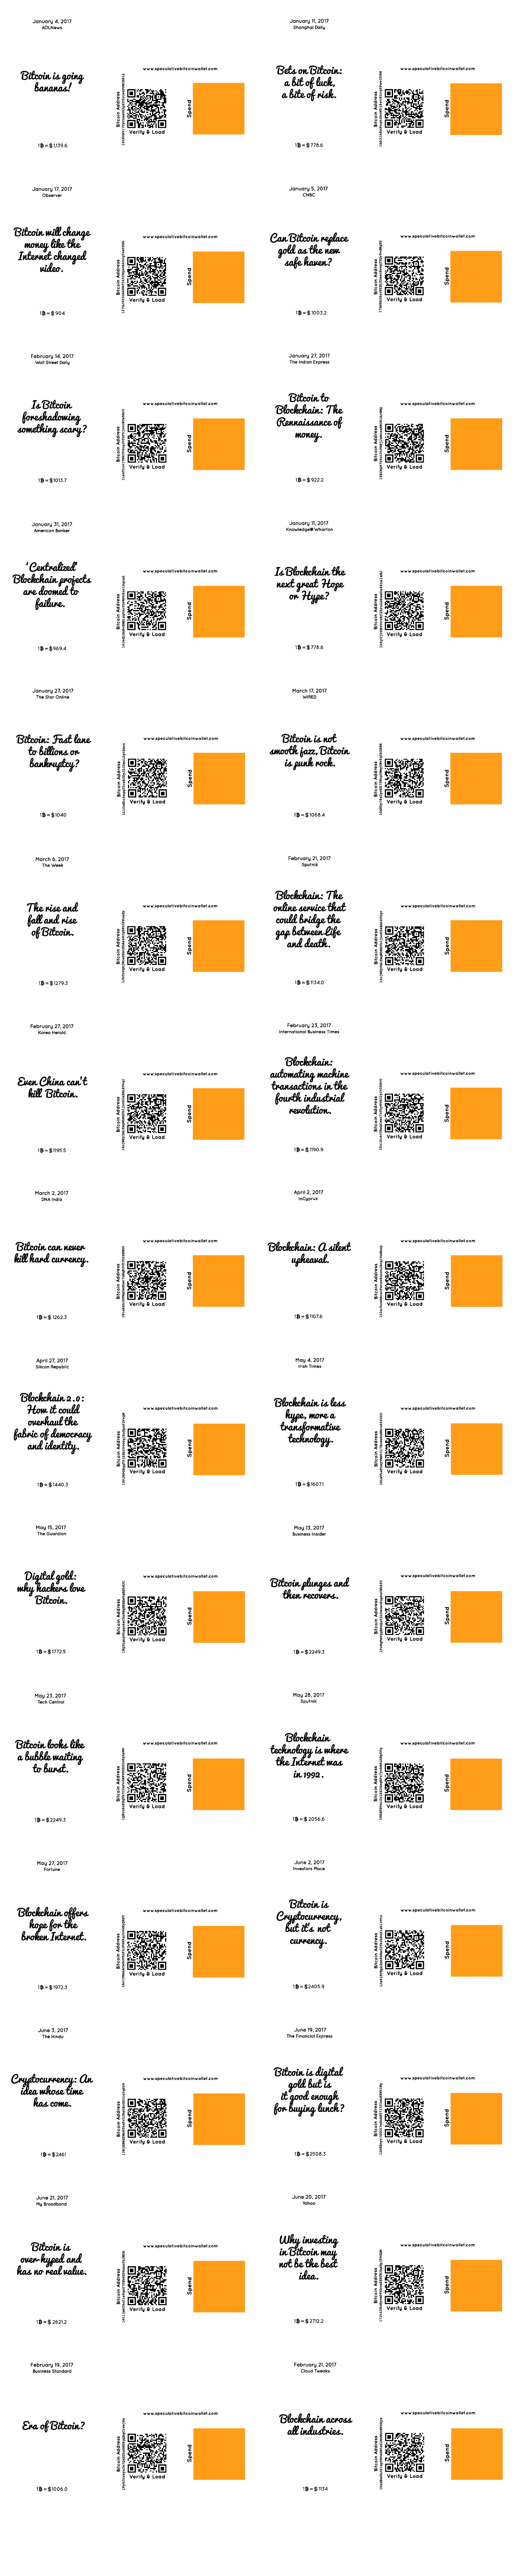 January 4, 2017
AOLNews
Bitcoin is going
bananas!
1₿ = $1,139.6
www.speculativebitcoinwallet.com
Bitcoin Address
Verify & Load
Spend
January 11, 2017
Shanghai Daily
Bets on Bitcoin:
a bit of luck,
a bite of risk.
1₿ = $778.6
www.speculativebitcoinwallet.com
Bitcoin Address
Verify & Load
Spend
January 17, 2017
Observer
Bitcoin will change
money like the
Internet changed
video.
1₿ = $904
www.speculativebitcoinwallet.com
Bitcoin Address
Verify & Load
Spend
January 5, 2017
CNBC
Can Bitcoin replace
gold as the new
safe haven?
1₿ = $1003.2
www.speculativebitcoinwallet.com
Bitcoin Address
Verify & Load
Spend
February 14, 2017
Wall Street Daily
Is Bitcoin
foreshadowing
something scary?
1₿ = $1013.7
www.speculativebitcoinwallet.com
Bitcoin Address
Verify & Load
Spend
January 27, 2017
The Indian Express
Bitcoin to
Blockchain: The
Rennaissance of
money.
1₿ = $922.2
www.speculativebitcoinwallet.com
Bitcoin Address
Verify & Load
Spend
January 31, 2017
American Banker
'Centralized'
Blockchain projects
are doomed to
failure.
1₿ = $969.4
www.speculativebitcoinwallet.com
Bitcoin Address
Verify & Load
Spend
January 11, 2017
Knowledge@Wharton
Is Blockchain the
next great Hope
or Hype?
1₿ = $778.6
www.speculativebitcoinwallet.com
Bitcoin Address
Verify & Load
Spend
January 27, 2017
The Star Online
Bitcoin: Fast lane
to billions or
bankruptcy?
1₿ = $1040
www.speculativebitcoinwallet.com
Bitcoin Address
Verify & Load
Spend
March 17, 2017
WIRED
Bitcoin is not
smooth jazz, Bitcoin
is punk rock.
1₿ = $1068.4
www.speculativebitcoinwallet.com
Bitcoin Address
Verify & Load
Spend
March 6, 2017
The Week
The rise and
fall and rise
of Bitcoin.
1₿ = $1279.3
www.speculativebitcoinwallet.com
Bitcoin Address
Verify & Load
Spend
February 21, 2017
Sputnik
Blockchain: The
online service that
could bridge the
gap between life
and death.
1₿ = $1134.0
www.speculativebitcoinwallet.com
Bitcoin Address
Verify & Load
Spend
February 27, 2017
Korea Herald
Even China can't
kill Bitcoin.
1₿ = $1195.5
www.speculativebitcoinwallet.com
Bitcoin Address
Verify & Load
Spend
February 23, 2017
International Business Times
Blockchain:
automating machine
transactions in the
fourth industrial
revolution.
1₿ = $1190.9
www.speculativebitcoinwallet.com
Bitcoin Address
Verify & Load
Spend
March 2, 2017
DNA India
Bitcoin can never
kill hard currency.
1₿ = $1262.3
www.speculativebitcoinwallet.com
Bitcoin Address
Verify & Load
Spend
April 2, 2017
InCyprus
Blockchain: A silent
upheaval.
1₿ = $1107.6
www.speculativebitcoinwallet.com
Bitcoin Address
Verify & Load
Spend
April 27, 2017
Silicon Republic
Blockchain 2.0:
How it could
overhaul the
fabric of democracy
and identity.
1₿ = $1440.3
www.speculativebitcoinwallet.com
Bitcoin Address
Verify & Load
Spend
May 4, 2017
Irish Times
Blockchain is less
hype, more a
transformative
technology.
1₿ = $1607.1
www.speculativebitcoinwallet.com
Bitcoin Address
Verify & Load
Spend
May 15, 2017
The Guardian
Digital gold:
why hackers love
Bitcoin.
1₿ = $1772.5
www.speculativebitcoinwallet.com
Bitcoin Address
Verify & Load
Spend
May 13, 2017
Business Insider
Bitcoin plunges and
then recovers.
1₿ = $2249.3
www.speculativebitcoinwallet.com
Bitcoin Address
Verify & Load
Spend
May 23, 2017
Tech Central
Bitcoin looks like
a bubble waiting
to burst.
1₿ = $2249.3
www.speculativebitcoinwallet.com
Bitcoin Address
Verify & Load
Spend
May 28, 2017
Sputnik
Blockchain
technology is where
the Internet was
in 1992.
1₿ = $2056.6
www.speculativebitcoinwallet.com
Bitcoin Address
Verify & Load
Spend
May 27, 2017
Fortune
Blockchain offers
hope for the
broken Internet.
1₿ = $1972.3
www.speculativebitcoinwallet.com
Bitcoin Address
Verify & Load
Spend
June 2, 2017
Investors Place
Bitcoin is
Cryptocurrency,
but it's not
currency.
1₿ = $2405.9
www.speculativebitcoinwallet.com
Bitcoin Address
Verify & Load
Spend
June 3, 2017
The Hindu
Cryptocurrency: An
idea whose time
has come.
1₿ = $2461
www.speculativebitcoinwallet.com
Bitcoin Address
Verify & Load
Spend
June 19, 2017
The Financial Express
Bitcoin is digital
gold but is
it good enough
for buying lunch?
1₿ = $2508.3
www.speculativebitcoinwallet.com
Bitcoin Address
Verify & Load
Spend
June 21, 2017
My Broadband
Bitcoin is
over-hyped and
has no real value.
1₿ = $2621.2
www.speculativebitcoinwallet.com
Bitcoin Address
Verify & Load
Spend
June 20, 2017
Yahoo
Why investing
in Bitcoin may
not be the best
idea.
1₿ = $2712.2
www.speculativebitcoinwallet.com
Bitcoin Address
Verify & Load
Spend
February 19, 2017
Business Standard
Era of Bitcoin?
1₿ = $1006.0
www.speculativebitcoinwallet.com
Bitcoin Address
Verify & Load
Spend
February 21, 2017
Cloud Tweaks
Blockchain across
all industries.
1₿ = $1134
www.speculativebitcoinwallet.com
Bitcoin Address
Verify & Load
Spend